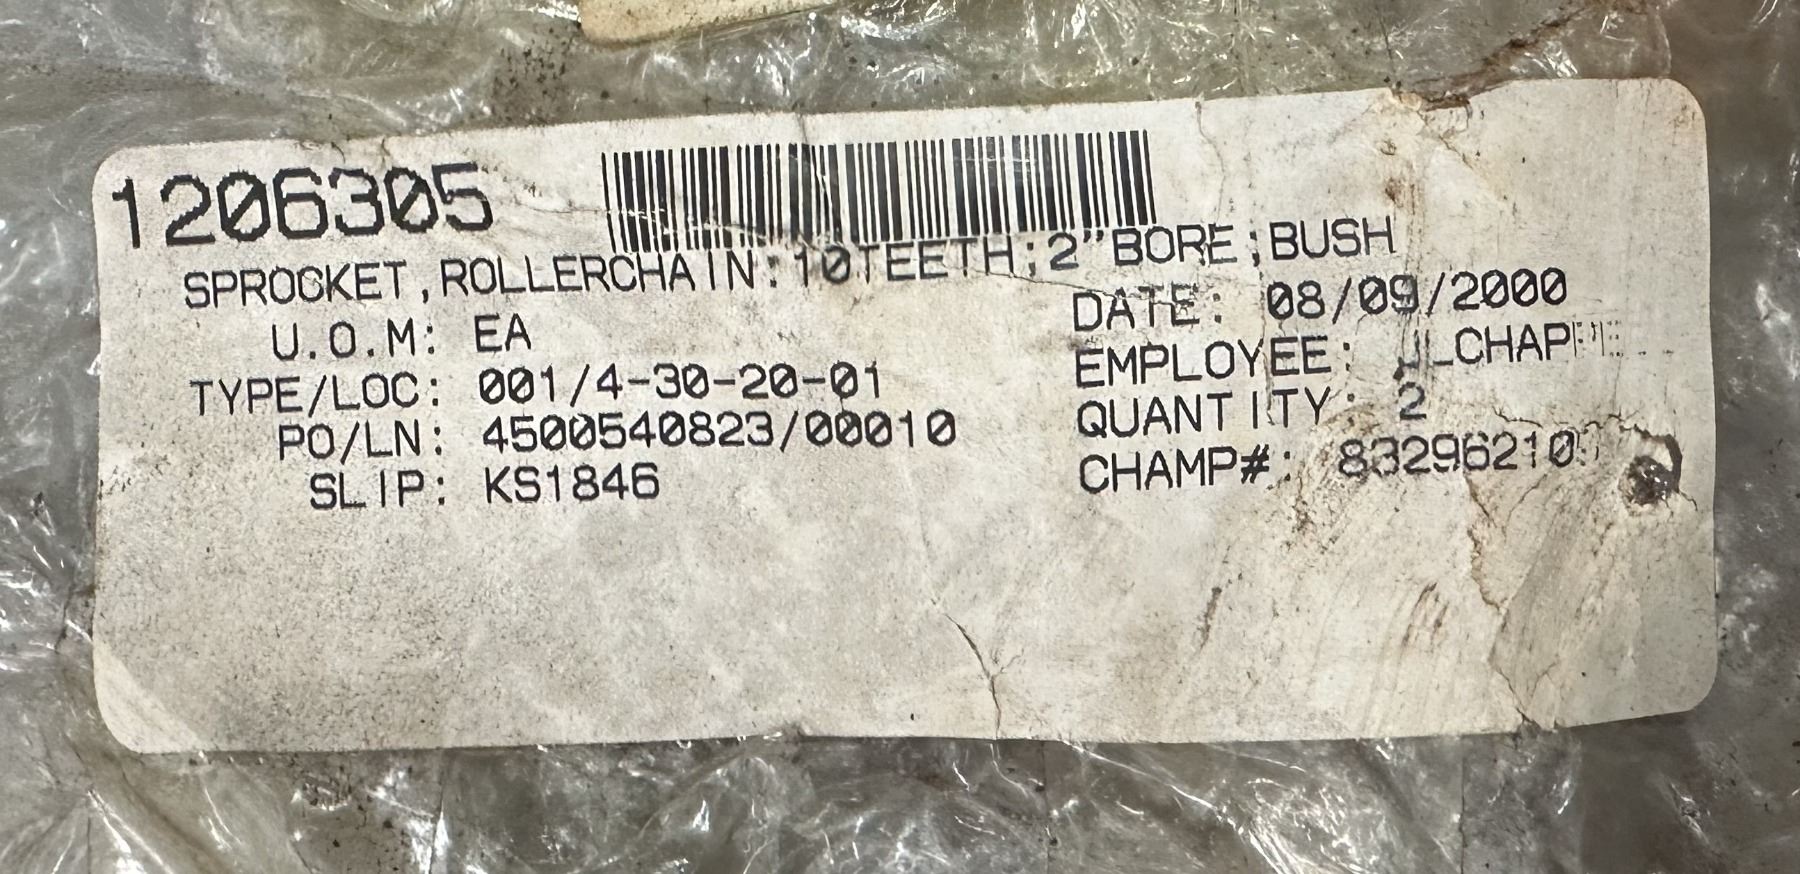 1206305
SPROCKET,ROLLERCHAIN:10TEETH;2"BORE;BUSH
U.O.M: EA
DATE: 08/09/2000
TYPE/LOC: 001/4-30-20-01
EMPLOYEE:
PO/LN: 4500540823/00010
QUANTITY: 2
SLIP: KS1846
CHAMP#: